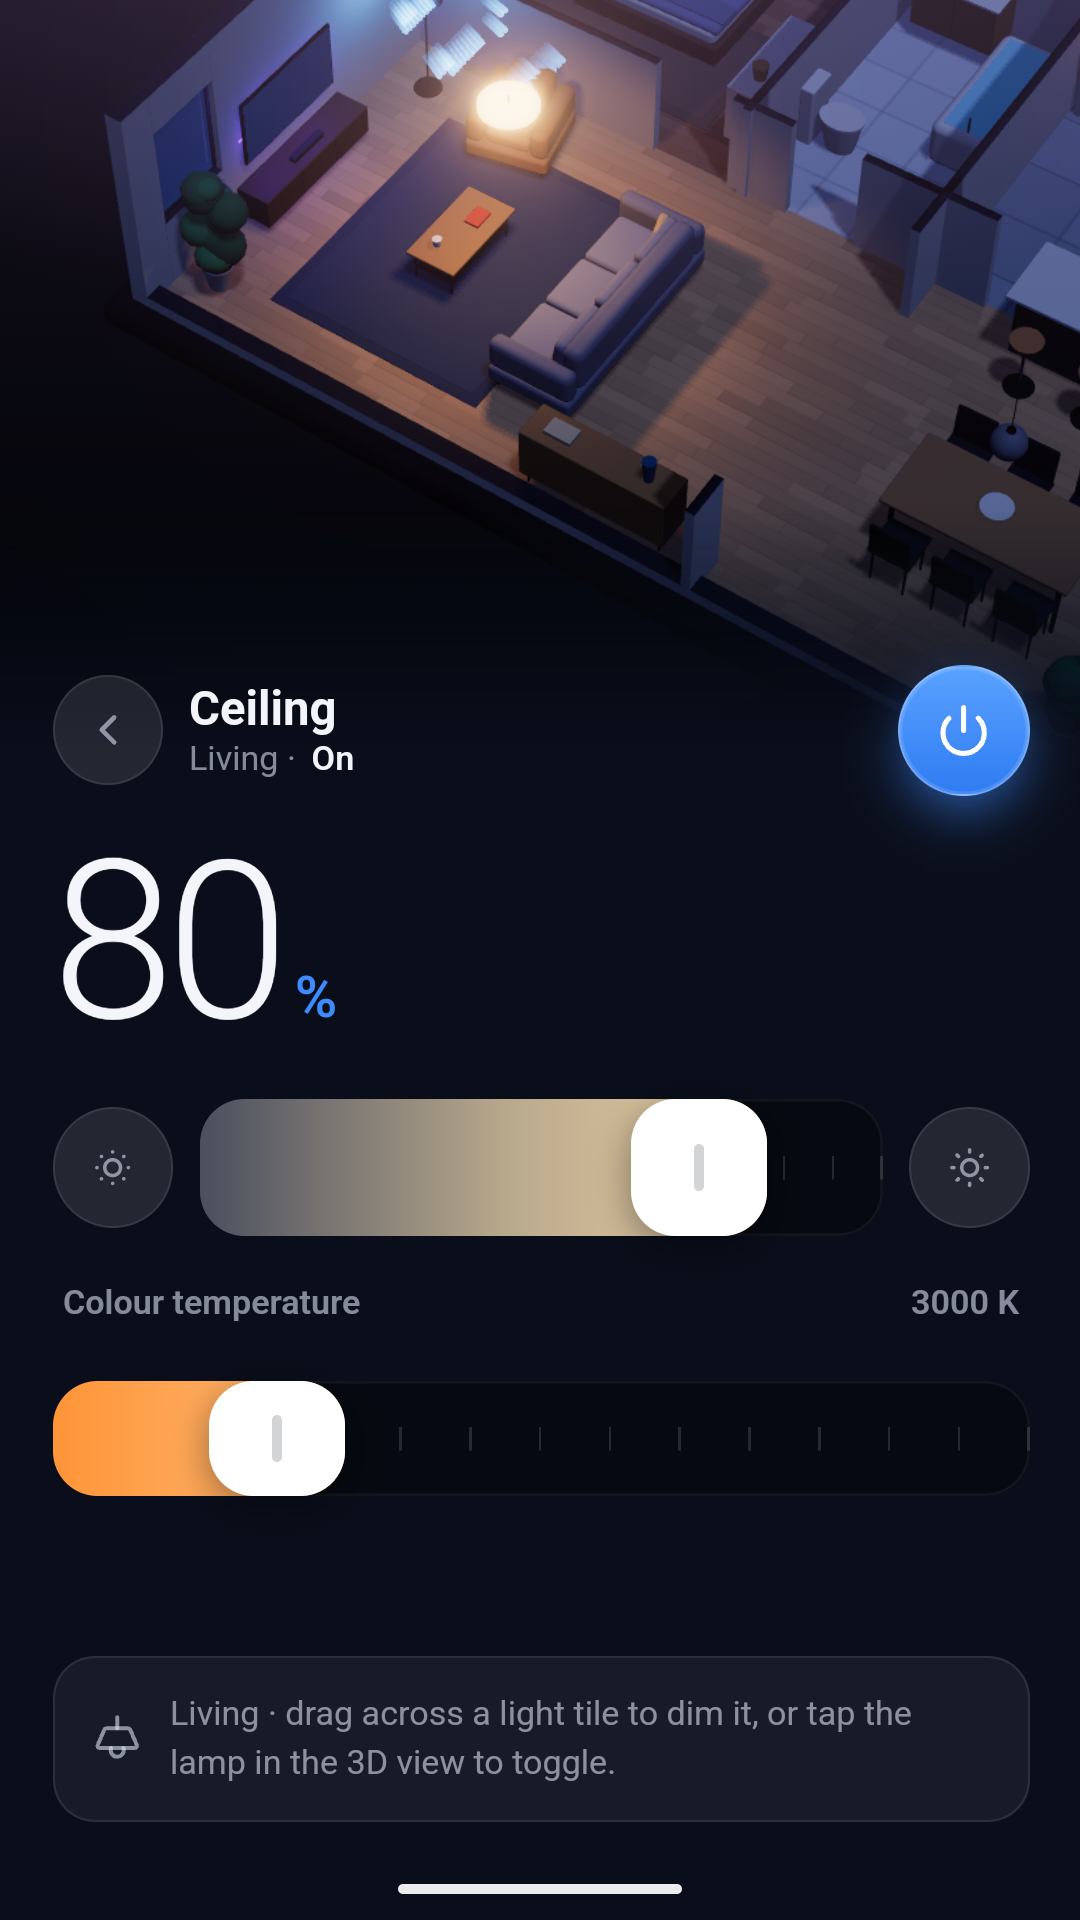 Ceiling
Living · On
80 %
Colour temperature
3000 K
Living · drag across a light tile to dim it, or tap the
lamp in the 3D view to toggle.